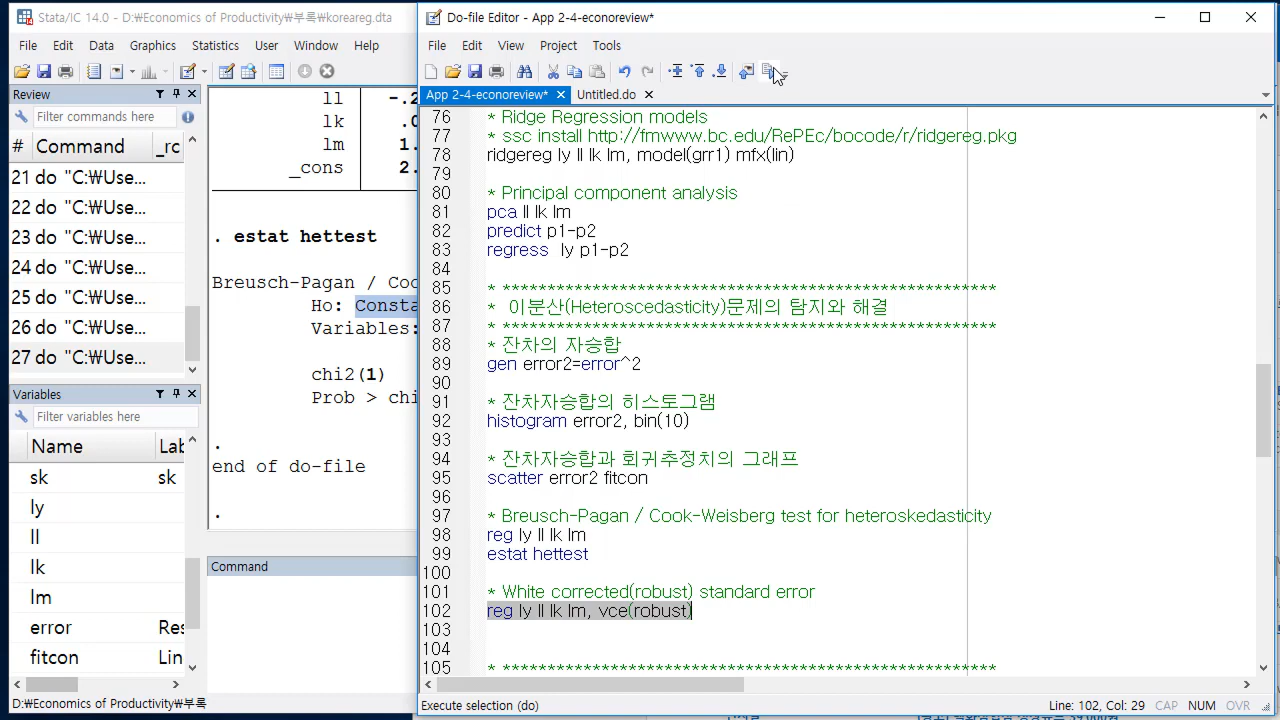 Stata/IC 14.0 - D:₩Economics of Productivity₩부록₩koreareg.dta
File Edit Data Graphics Statistics User Window Help
Review
Filter commands here
# Command _rc
21 do "C:₩Use...
22 do "C:₩Use...
23 do "C:₩Use...
24 do "C:₩Use...
25 do "C:₩Use...
26 do "C:₩Use...
27 do "C:₩Use...
Variables
Filter variables here
Name Lab
sk sk
ly
ll
lk
lm
error Res
fitcon Lin
D:₩Economics of Productivity₩부록
ll -.2
lk .0
lm 1.
_cons 2.
. estat hettest
Breusch-Pagan / Coo
Ho: Consta
Variables:
chi2(1)
Prob > chi
.
end of do-file
.
Command
Do-file Editor - App 2-4-econoreview*
File Edit View Project Tools
App 2-4-econoreview* Untitled.do
76 * Ridge Regression models
77 * ssc install http://fmwww.bc.edu/RePEc/bocode/r/ridgereg.pkg
78 ridgereg ly ll lk lm, model(grr1) mfx(lin)
79
80 * Principal component analysis
81 pca ll lk lm
82 predict p1-p2
83 regress  ly p1-p2
84
85 * ****************************************************
86 *  이분산(Heteroscedasticity)문제의 탐지와 해결
87 * ****************************************************
88 * 잔차의 자승합
89 gen error2=error^2
90
91 * 잔차자승합의 히스토그램
92 histogram error2, bin(10)
93
94 * 잔차자승합과 회귀추정치의 그래프
95 scatter error2 fitcon
96
97 * Breusch-Pagan / Cook-Weisberg test for heteroskedasticity
98 reg ly ll lk lm
99 estat hettest
100
101 * White corrected(robust) standard error
102 reg ly ll lk lm, vce(robust)
103
104
105 * ****************************************************
Execute selection (do) Line: 102, Col: 29 CAP NUM OVR